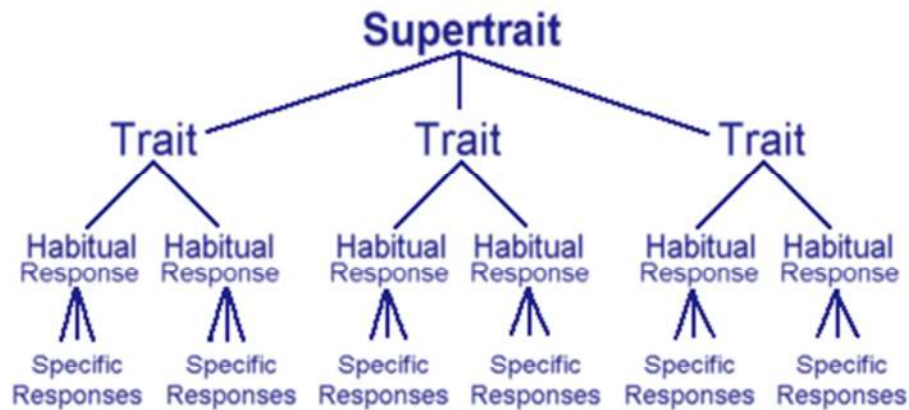 Supertrait
Trait Trait Trait
Habitual Habitual Habitual Habitual Habitual Habitual
Response Response Response Response Response Response
Specific Specific Specific Specific Specific Specific
Responses Responses Responses Responses Responses Responses